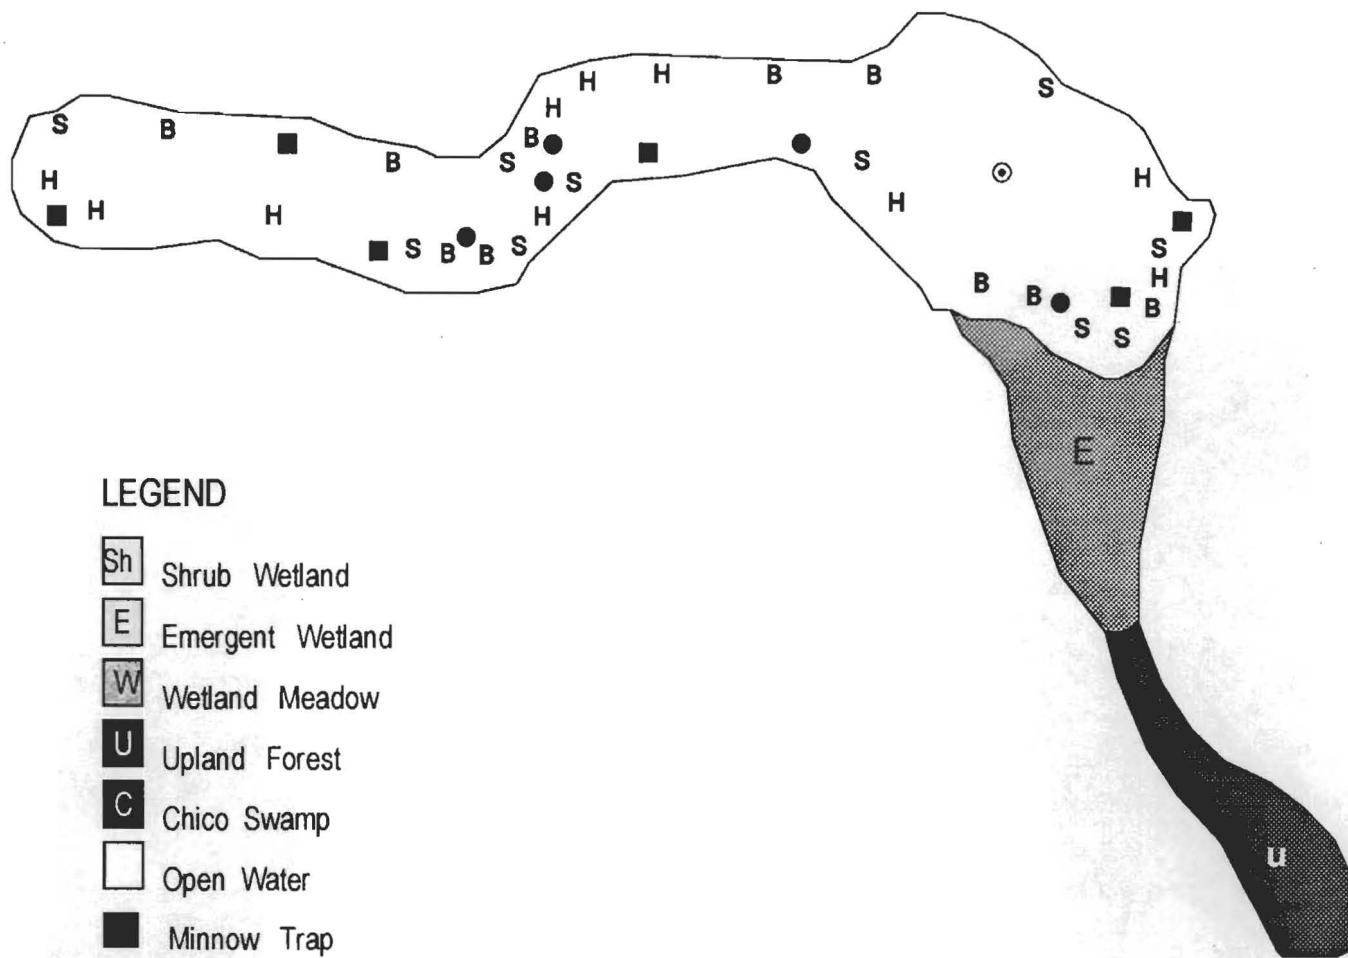 H H B B S
S B H
B B S S H
H S H
H H H H S
S B B S B B H
S S B
E
LEGEND
Sh Shrub Wetland
E Emergent Wetland
W Wetland Meadow
U Upland Forest
C Chico Swamp
u
Open Water
Minnow Trap